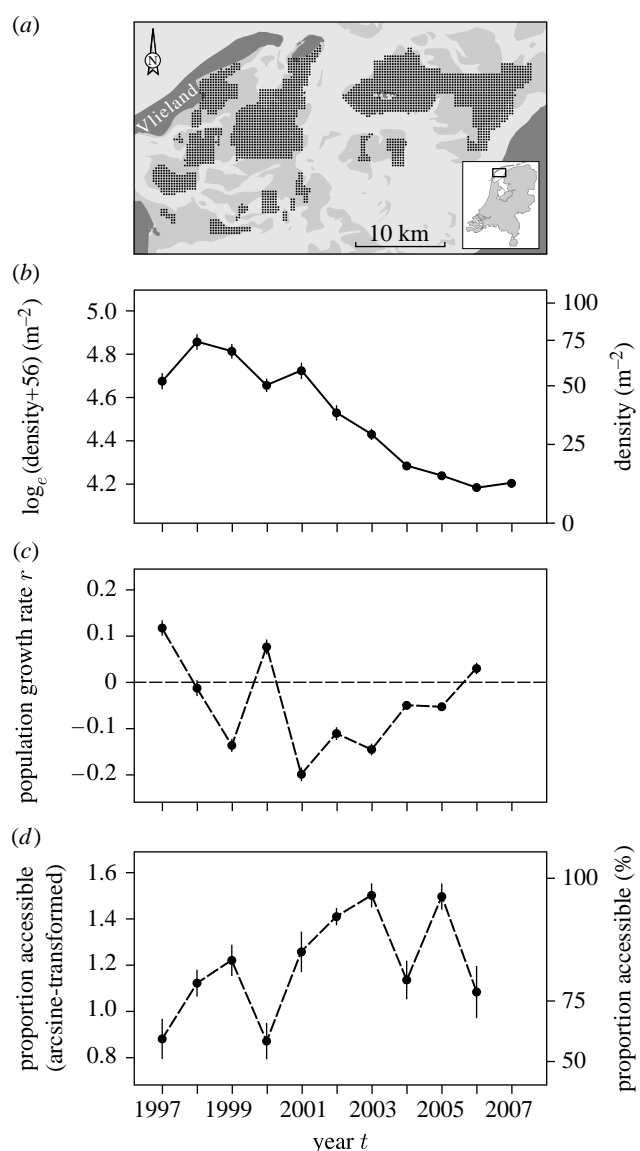 (a)
N
Vlieland
10 km
(b)
5.0
4.8
4.6
4.4
4.2
log_e (density+56) (m⁻²)
100
75
50
25
0
density (m⁻²)
(c)
0.2
0.1
0
−0.1
−0.2
population growth rate r
(d)
1.6
1.4
1.2
1.0
0.8
proportion accessible
(arcsine-transformed)
100
75
50
proportion accessible (%)
1997 1999 2001 2003 2005 2007
year t